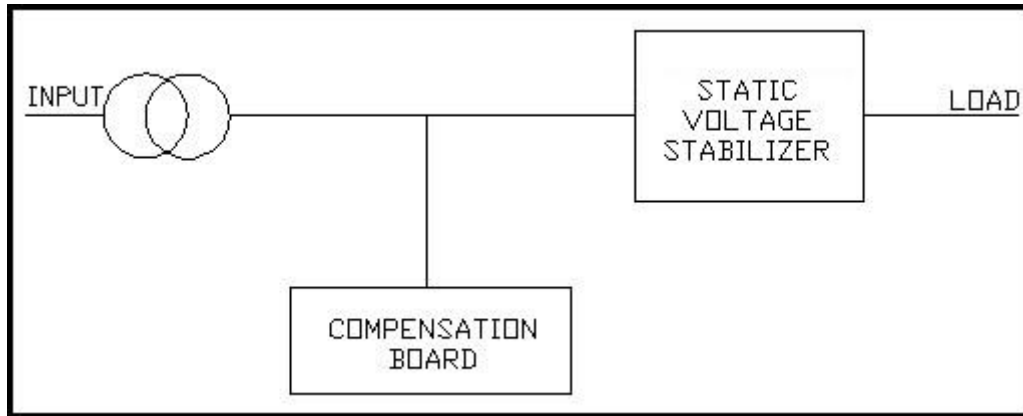 INPUT
STATIC
VOLTAGE
STABILIZER
LOAD
COMPENSATION
BOARD